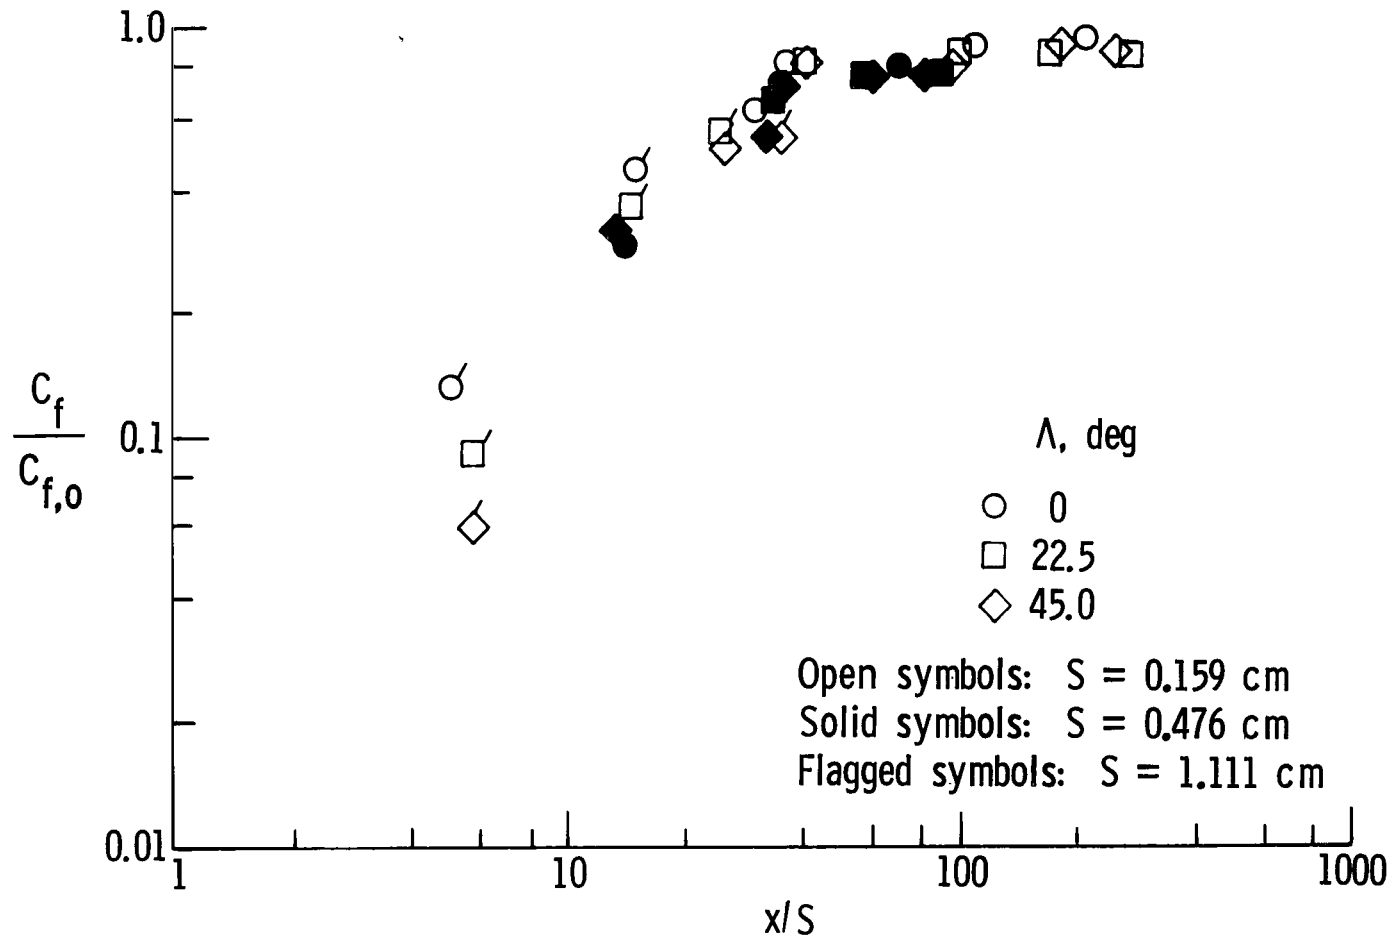 1.0
C_f
C_f,o
0.1
0.01
1
10
100
1000
x/S
Λ, deg
0
22.5
45.0
Open symbols: S = 0.159 cm
Solid symbols: S = 0.476 cm
Flagged symbols: S = 1.111 cm